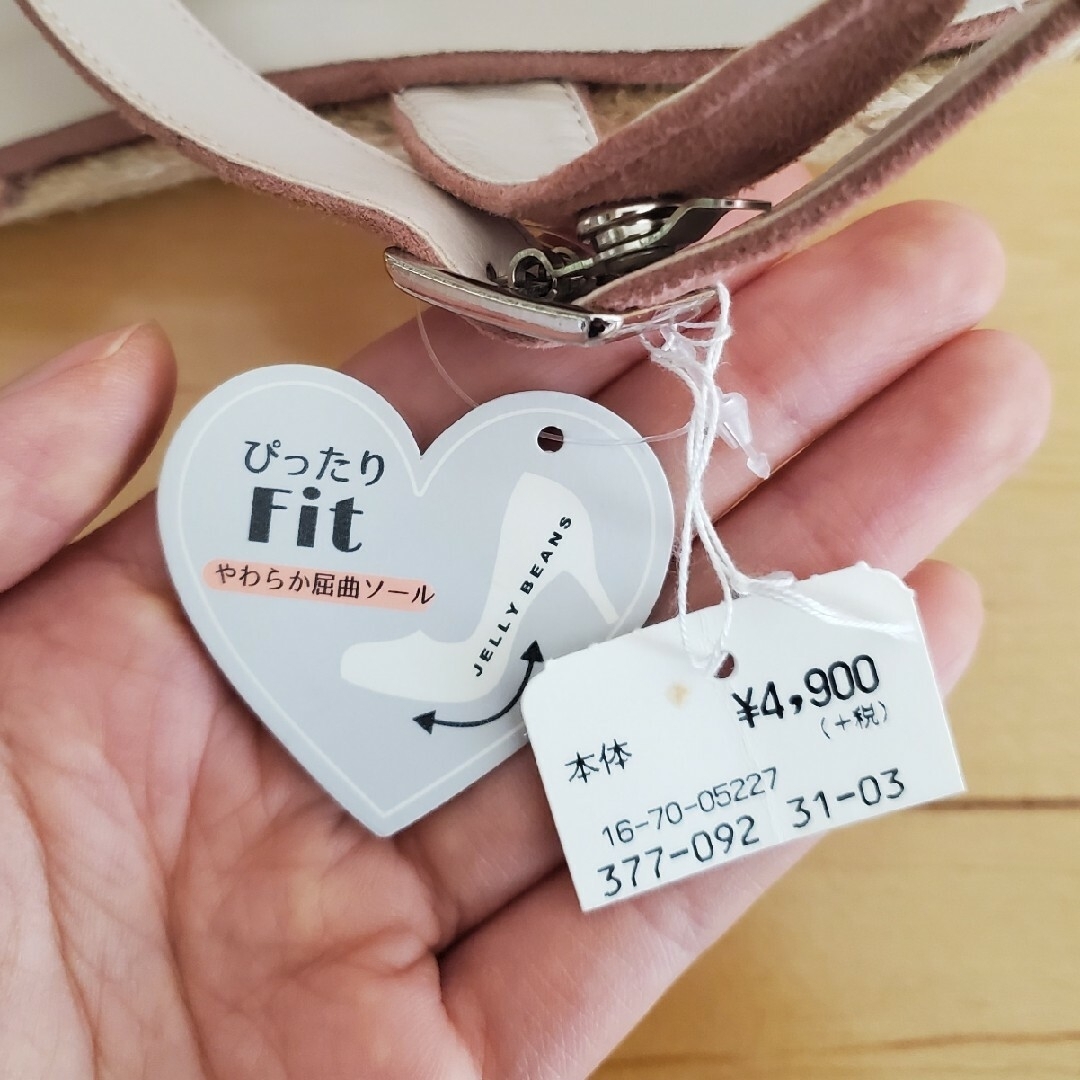 ぴったり
Fit
やわらか屈曲ソール
JELLY BEANS
¥4,900
(+税)
本体
16-70-05227
377-092 31-03